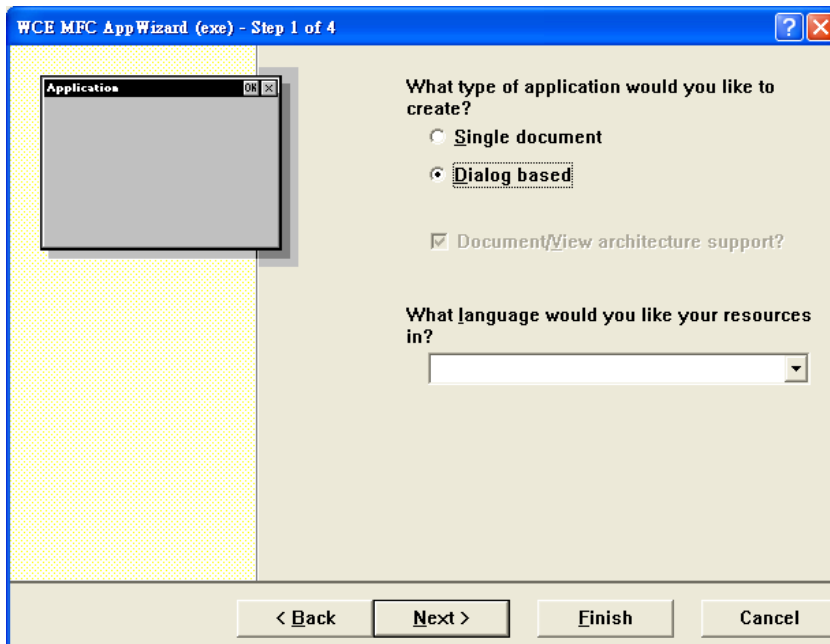 WCE MFC AppWizard (exe) - Step 1 of 4
Application
OK
What type of application would you like to
create?
Single document
Dialog based
Document/View architecture support?
What language would you like your resources
in?
< Back
Next >
Finish
Cancel